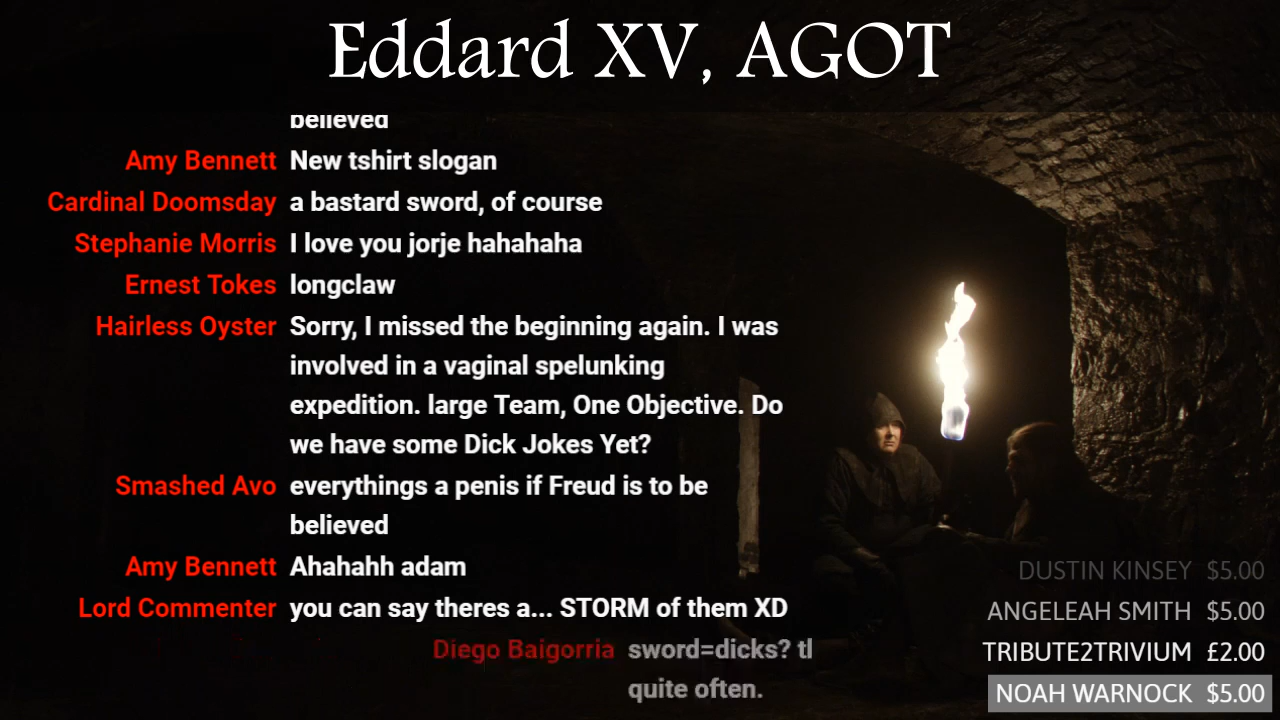 Eddard XV, AGOT
believed
Amy Bennett New tshirt slogan
Cardinal Doomsday a bastard sword, of course
Stephanie Morris I love you jorje hahahaha
Ernest Tokes longclaw
Hairless Oyster Sorry, I missed the beginning again. I was
involved in a vaginal spelunking
expedition. large Team, One Objective. Do
we have some Dick Jokes Yet?
Smashed Avo everythings a penis if Freud is to be
believed
Amy Bennett Ahahahh adam
Lord Commenter you can say theres a... STORM of them XD
Diego Baigorria sword=dicks?
quite often.
DUSTIN KINSEY $5.00
ANGELEAH SMITH $5.00
TRIBUTE2TRIVIUM £2.00
NOAH WARNOCK $5.00